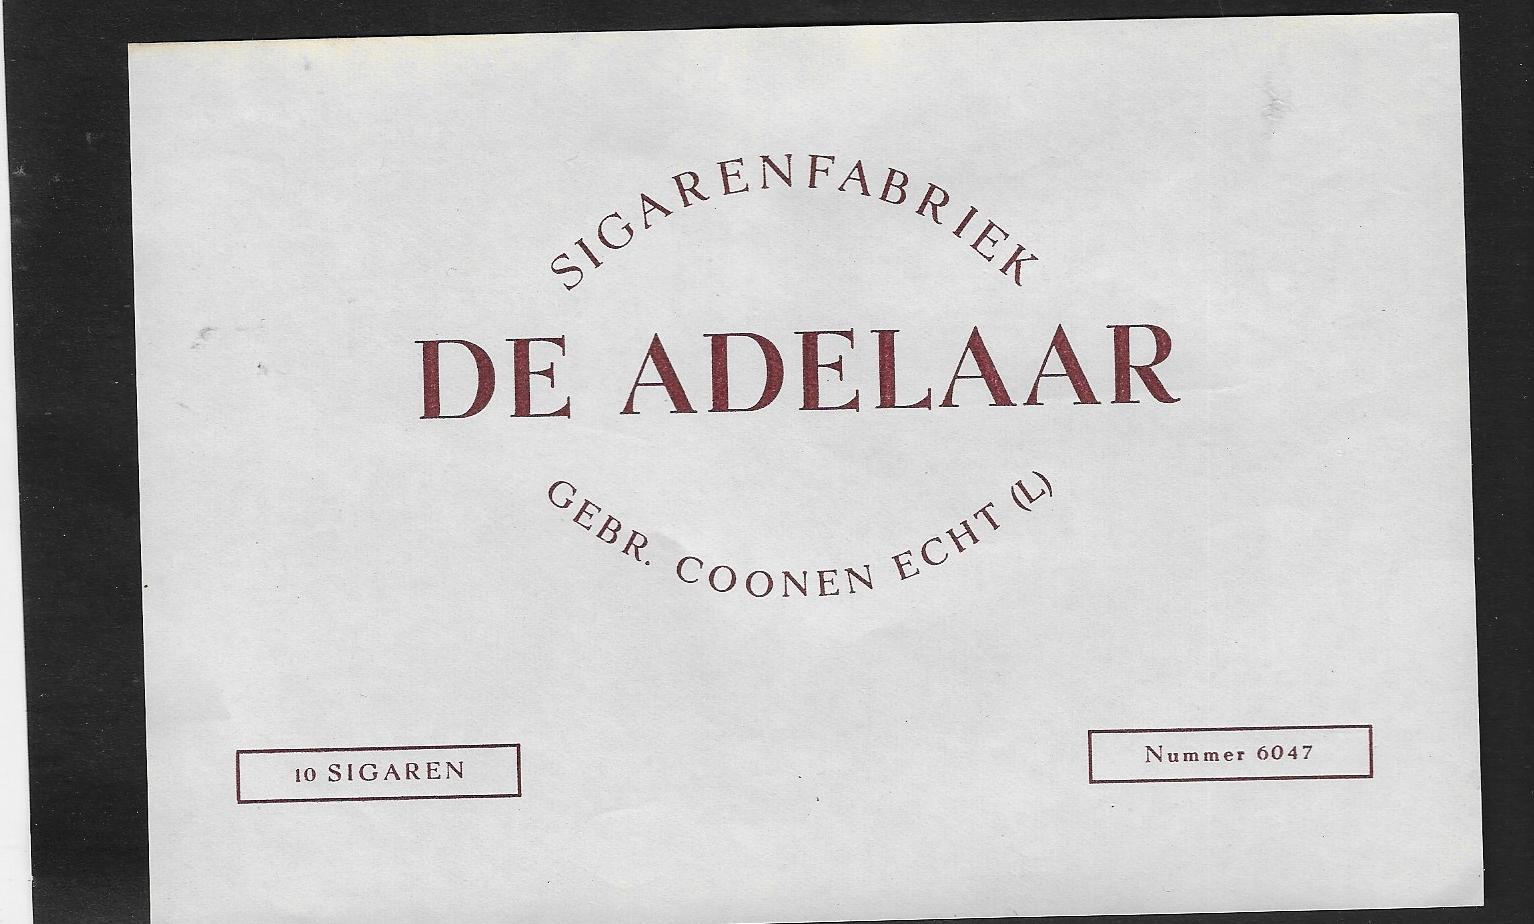 SIGARENFABRIEK
DE ADELAAR
GEBR. COONEN ECHT (L)
10 SIGAREN
Nummer 6047